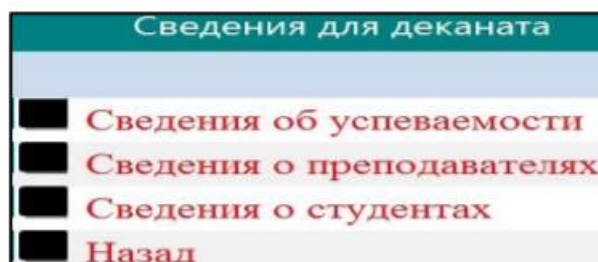 Сведения для деканата
Сведения об успеваемости
Сведения о преподавателях
Сведения о студентах
Назад